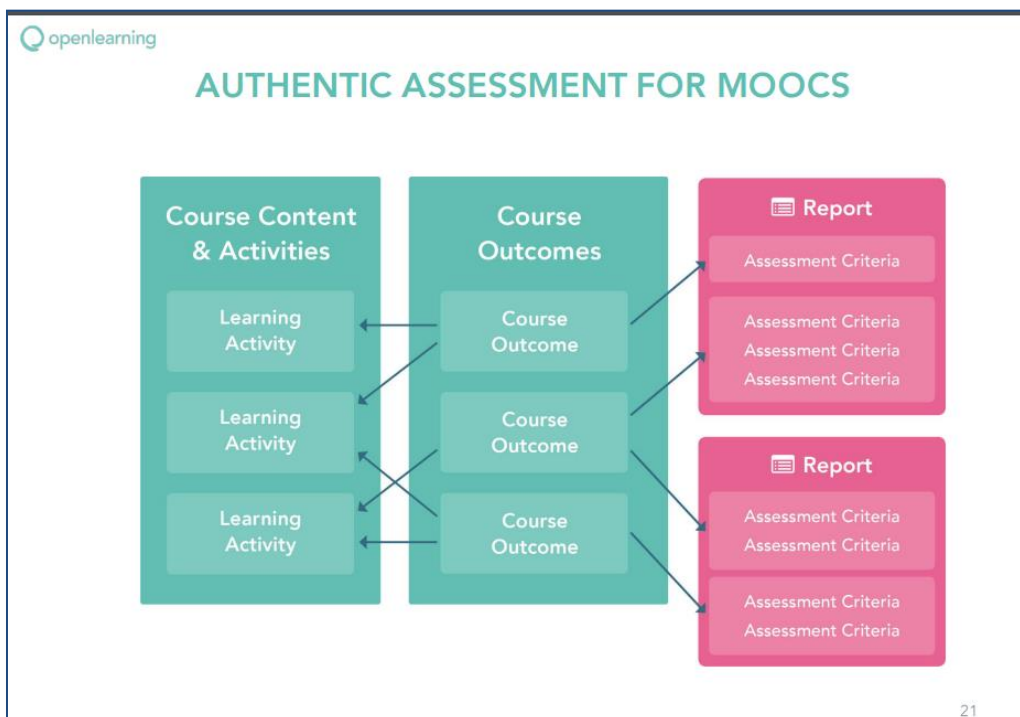 openlearning
AUTHENTIC ASSESSMENT FOR MOOCS
Course Content
& Activities
Learning
Activity
Learning
Activity
Learning
Activity
Course
Outcomes
Course
Outcome
Course
Outcome
Course
Outcome
Report
Assessment Criteria
Assessment Criteria
Assessment Criteria
Assessment Criteria
Report
Assessment Criteria
Assessment Criteria
Assessment Criteria
Assessment Criteria
21